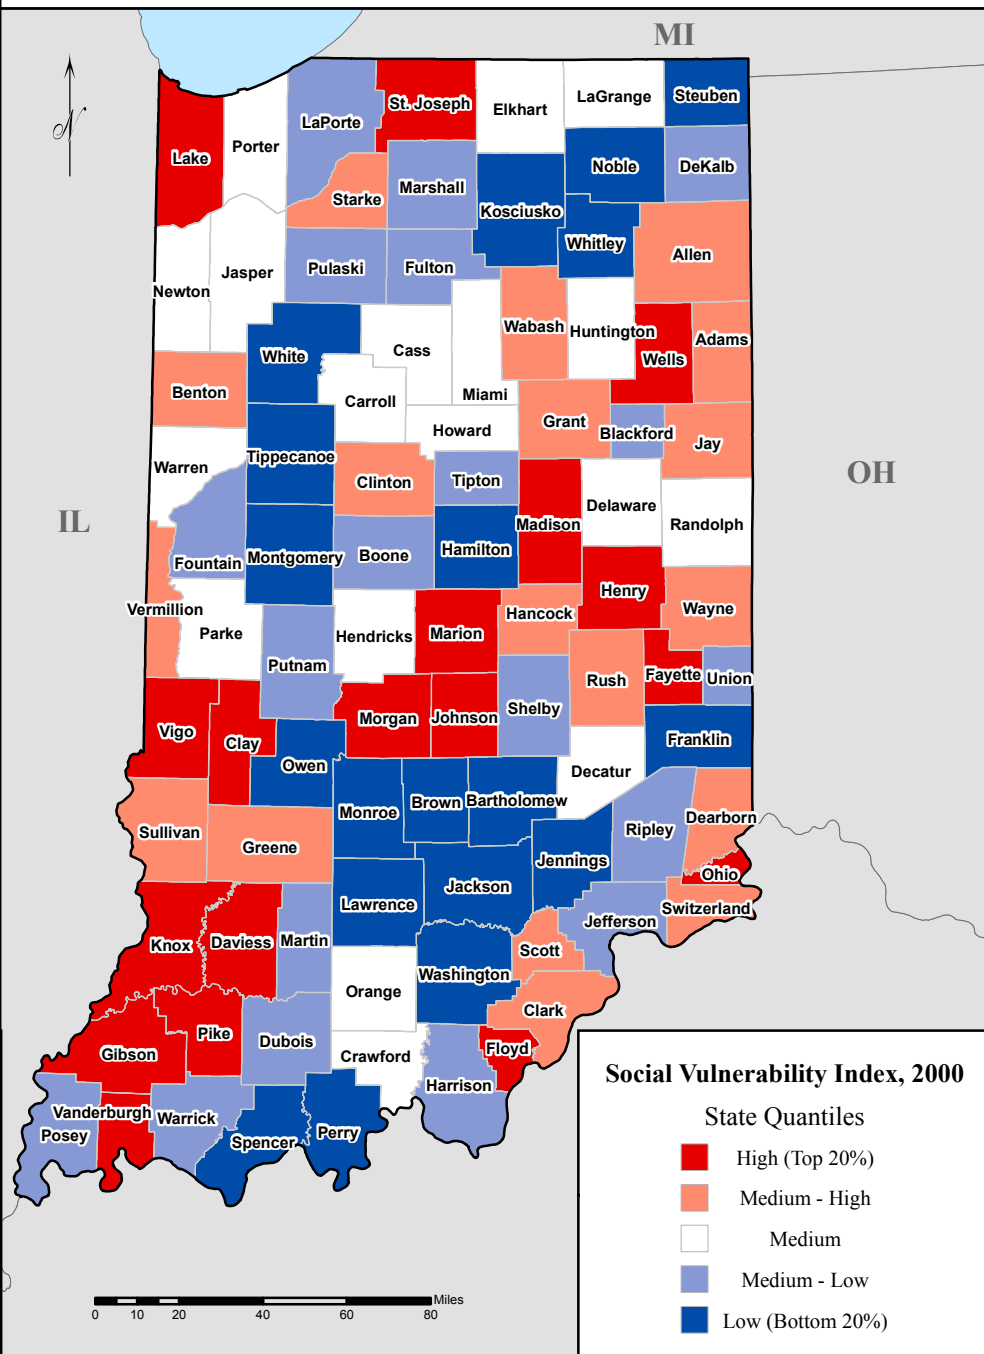 MI
N
LaPorte
St. Joseph
Elkhart
LaGrange
Steuben
Lake
Porter
Starke
Marshall
Kosciusko
Noble
DeKalb
Whitley
Allen
Newton
Jasper
Pulaski
Fulton
Wabash
Huntington
Wells
Adams
White
Cass
Miami
Benton
Carroll
Howard
Grant
Blackford
Jay
Warren
Tippecanoe
Clinton
Tipton
Madison
Delaware
Randolph
OH
IL
Fountain
Montgomery
Boone
Hamilton
Henry
Wayne
Vermillion
Parke
Putnam
Hendricks
Marion
Hancock
Rush
Fayette
Union
Vigo
Clay
Owen
Morgan
Johnson
Shelby
Decatur
Franklin
Sullivan
Greene
Monroe
Brown
Bartholomew
Jennings
Ripley
Dearborn
Ohio
Switzerland
Jefferson
Knox
Daviess
Martin
Lawrence
Jackson
Washington
Scott
Clark
Orange
Gibson
Pike
Dubois
Crawford
Harrison
Floyd
Posey
Vanderburgh
Warrick
Spencer
Perry
Social Vulnerability Index, 2000
State Quantiles
High (Top 20%)
Medium - High
Medium
Medium - Low
Low (Bottom 20%)
Miles
0 10 20 40 60 80